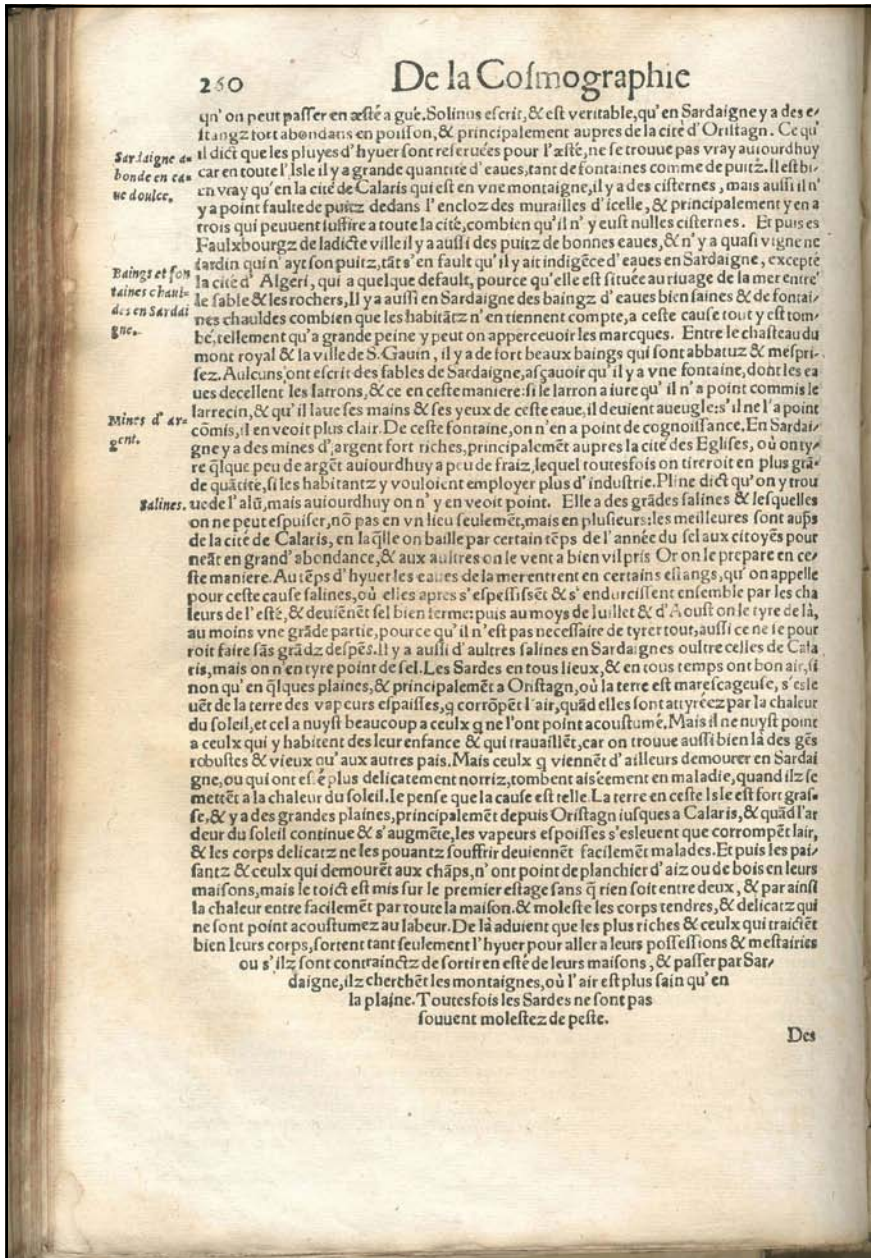 260 De la Cosmographie
qu'on peut passer en æsté a gué. Solinus escrit, & est veritable, qu'en Sardaigne y a des e-
stangz fort abondans en poisson, & principalement aupres de la cité d'Oristagn. Ce qu'
Sardaigne a-
bonde en ea-
ue doulce.
il dict que les pluyes d'hyuer sont reseruées pour l'æsté, ne se trouue pas vray auiourdhuy
car en toute l'Isle il y a grande quantité d'eaues, tant de fontaines comme de puitz. Il est bi-
en vray qu'en la cité de Calaris qui est en vne montaigne, il y a des cisternes, mais aussi il n'
y a point faulte de puitz dedans l'encloz des murailles d'icelle, & principalement y en a
trois qui peuuent suffire a toute la cité, combien qu'il n'y eust nulles cisternes. Et puis es
Faulxbourgz de ladicte ville il y a aussi des puitz de bonnes eaues, & n'y a quasi vigne ne
iardin qui n'ayt son puitz, tāt s'en fault qu'il y ait indigēce d'eaues en Sardaigne, excepté
Baings et fon
taines chaul-
des en Sardai
gne.
la cité d'Algeri, qui a quelque default, pource qu'elle est située au riuage de la mer entre
le sable & les rochers, Il y a aussi en Sardaigne des baingz d'eaues bien saines & de fontai-
nes chauldes combien que les habitātz n'en tiennent compte, a ceste cause tout y est tom-
bé, tellement qu'a grande peine y peut on apperceuoir les marcques. Entre le chasteau du
mont royal & la ville de S. Gauin, il y a de fort beaux baings qui sont abbatuz & mespri-
sez. Aulcuns ont escrit des fables de Sardaigne, asçauoir qu'il y a vne fontaine, dont les ea
ues decellent les larrons, & ce en ceste maniere: si le larron a iure qu'il n'a point commis le
Mines d'ar-
gent.
larrecin, & qu'il laue ses mains & ses yeux de ceste eaue, il deuient aueugle: s'il ne l'a point
cōmis, il en veoit plus clair. De ceste fontaine, on n'en a point de cognoissance. En Sardai-
gne y a des mines d'argent fort riches, principalemēt aupres la cité des Eglises, où on ty-
re q̄lque peu de argēt auiourdhuy a peu de fraiz, lequel toutesfois on tireroit en plus grā-
de quātite, si les habitantz y vouloient employer plus d'industrie. Pline dict qu'on y trou
Salines.
ue de l'alū, mais auiourdhuy on n'y en veoit point. Elle a des grādes salines & lesquelles
on ne peut espuiser, nō pas en vn lieu seulemēt, mais en plusieurs: les meilleures sont aup̄s
de la cité de Calaris, en laq̄lle on baille par certain tēps de l'année du sel aux citoyēs pour
neāt en grand'abondance, & aux aultres on le vent a bien vil pris Or on le prepare en ce-
ste maniere. Au tēps d'hyuer les eaues de la mer entrent en certains estangs, qu'on appelle
pour ceste cause salines, où elles apres s'espessissēt & s'endurcissent ensemble par les cha
leurs de l'esté, & deuiēnēt sel bien ferme: puis au moys de Iuillet & d'Aoust on le tyre de là,
au moins vne grāde partie, pource qu'il n'est pas necessaire de tyrer tout, aussi ce ne se pour
roit faire sās grādz despēs. Il y a aussi d'aultres salines en Sardaignes oultre celles de Cala
ris, mais on n'en tyre point de sel. Les Sardes en tous lieux, & en tous temps ont bon air, si
non qu'en q̄lques plaines, & principalemēt a Oristagn, où la terre est marescageuse, s'esle
uēt de la terre des vapeurs espaisses, q corrōpēt l'air, quād elles sont attyréez par la chaleur
du soleil, et cela nuyst beaucoup a ceulx q ne l'ont point acoustumé. Mais il ne nuyst point
a ceulx qui y habitent des leur enfance & qui trauaillēt, car on trouue aussi bien là des gēs
robustes & vieux qu'aux autres pais. Mais ceulx q viennēt d'ailleurs demourer en Sardai
gne, ou qui ont esté plus delicatement norriz, tombent aiséement en maladie, quand ilz se
mettēt a la chaleur du soleil. Ie pense que la cause est telle. La terre en ceste Isle est fort gras-
se, & y a des grandes plaines, principalemēt depuis Oristagn iusques a Calaris, & quād l'ar
deur du soleil continue & s'augmēte, les vapeurs espoisses s'esleuent que corrompēt lair,
& les corps delicatz ne les pouantz souffrir deuiennēt facilemēt malades. Et puis les pai-
santz & ceulx qui demourēt aux chāps, n'ont point de planchier d'aiz ou de bois en leurs
maisons, mais le toict est mis sur le premier estage sans q̄ rien soit entre deux, & par ainsi
la chaleur entre facilemēt par toute la maison. & moleste les corps tendres, & delicatz qui
ne sont point acoustumez au labeur. De là aduient que les plus riches & ceulx qui traictēt
bien leurs corps, sortent tant seulement l'hyuer pour aller a leurs possessions & mestairies
ou s'ilz sont contrainctz de sortir en esté de leurs maisons, & passer par Sar-
daigne, ilz cherchēt les montaignes, où l'air est plus sain qu'en
la plaine. Toutesfois les Sardes ne sont pas
souuent molestez de peste.
Des